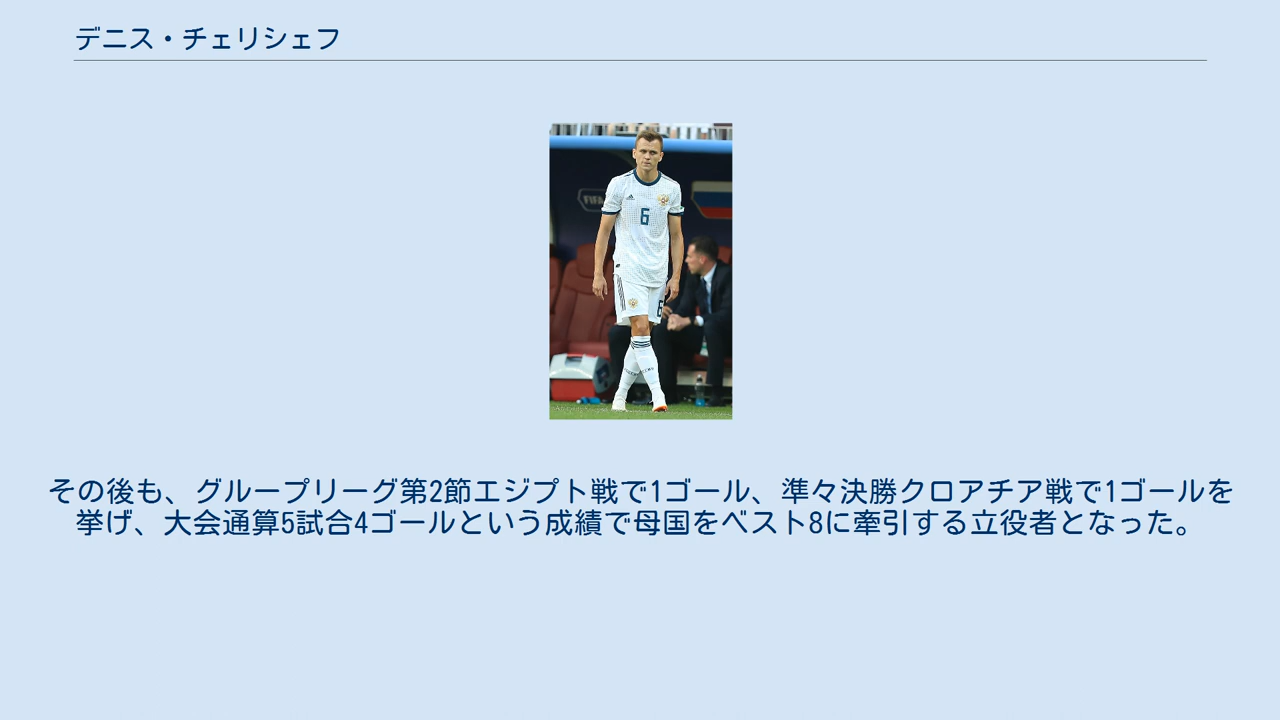 デニス・チェリシェフ
FIFA
6
6
その後も、グループリーグ第2節エジプト戦で1ゴール、準々決勝クロアチア戦で1ゴールを
挙げ、大会通算5試合4ゴールという成績で母国をベスト8に牽引する立役者となった。